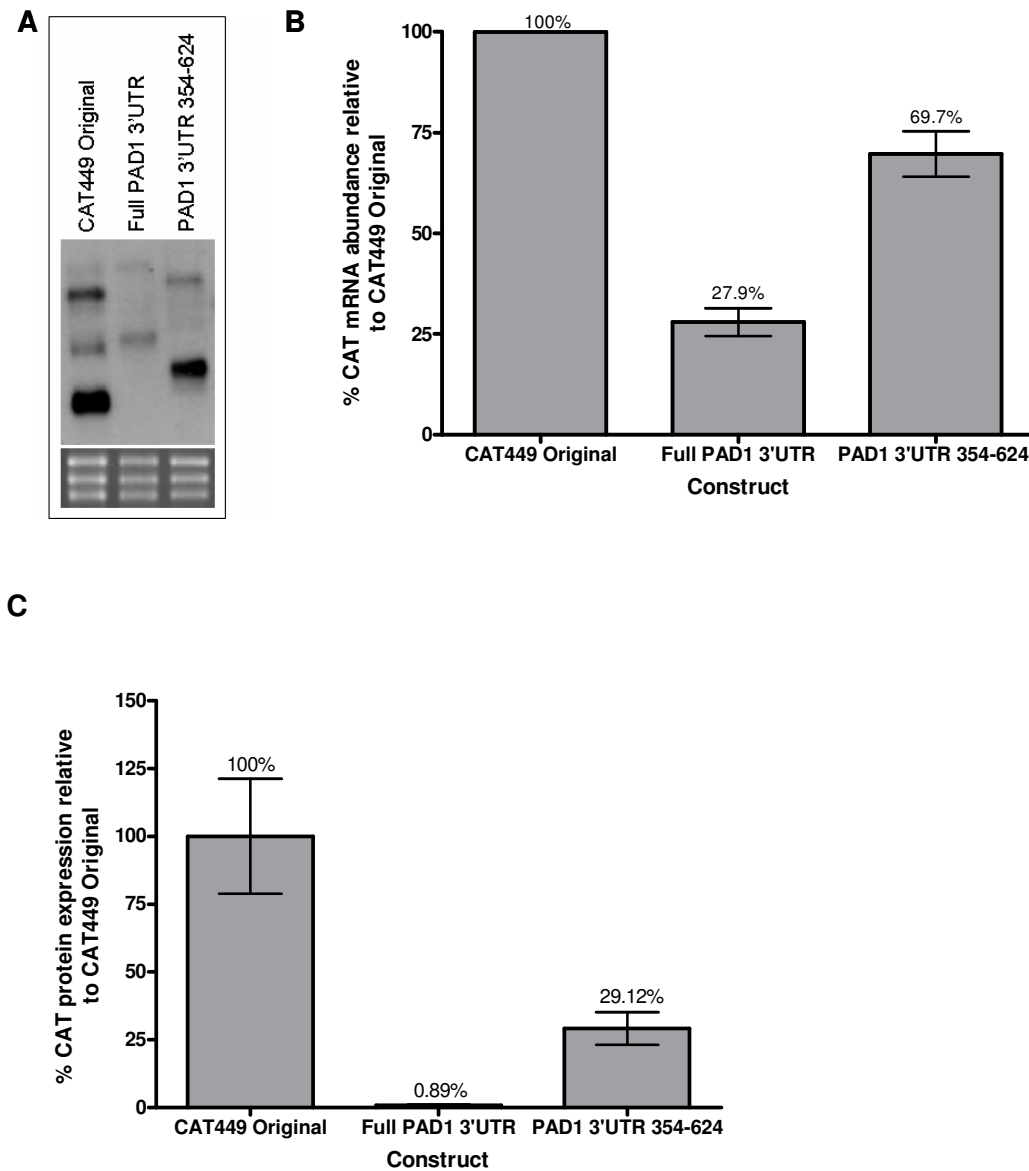 A
CAT449 Original
Full PAD1 3'UTR
PAD1 3'UTR 354-624
B
% CAT mRNA abundance relative
to CAT449 Original
100
75
50
25
0
100%
27.9%
69.7%
CAT449 Original
Full PAD1 3'UTR
PAD1 3'UTR 354-624
Construct
C
% CAT protein expression relative
to CAT449 Original
150
125
100
75
50
25
0
100%
0.89%
29.12%
CAT449 Original
Full PAD1 3'UTR
PAD1 3'UTR 354-624
Construct